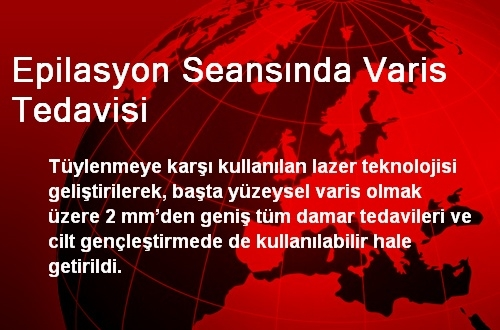 Epilasyon Seansında Varis
Tedavisi
Tüylenmeye karşı kullanılan lazer teknolojisi
geliştirilerek, başta yüzeysel varis olmak
üzere 2 mm’den geniş tüm damar tedavileri ve
cilt gençleştirmede de kullanılabilir hale
getirildi.